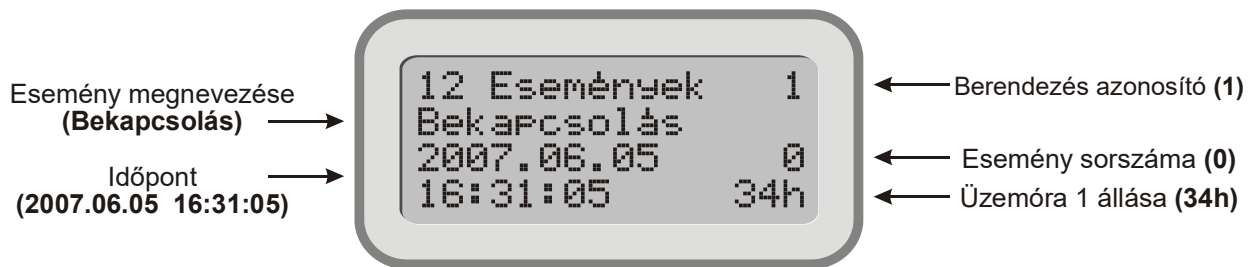 Esemény megnevezése
(Bekapcsolás)
Időpont
(2007.06.05 16:31:05)
12 Események 1
Bekapcsolás
2007.06.05 0
16:31:05 34h
Berendezés azonosító (1)
Esemény sorszáma (0)
Üzemóra 1 állása (34h)